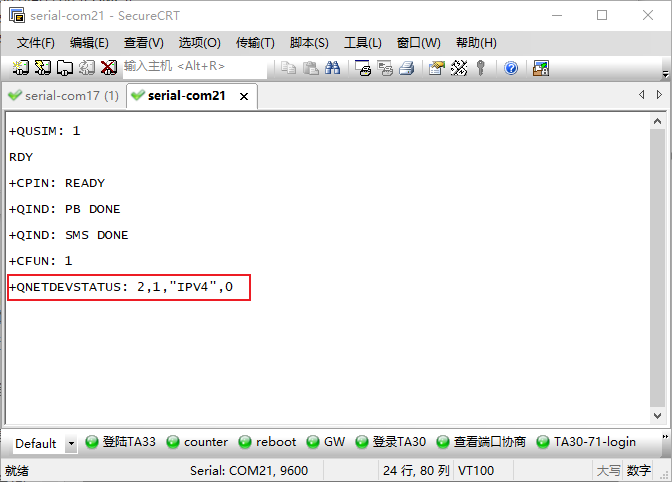 serial-com21 - SecureCRT
文件(F) 编辑(E) 查看(V) 选项(O) 传输(T) 脚本(S) 工具(L) 窗口(W) 帮助(H)
输入主机 <Alt+R>
serial-com17 (1) serial-com21
+QUSIM: 1
RDY
+CPIN: READY
+QIND: PB DONE
+QIND: SMS DONE
+CFUN: 1
+QNETDEVSTATUS: 2,1,"IPV4",0
Default 登陆TA33 counter reboot GW 登录TA30 查看端口协商 TA30-71-login
就绪 Serial: COM21, 9600 24 行, 80 列 VT100 大写 数字